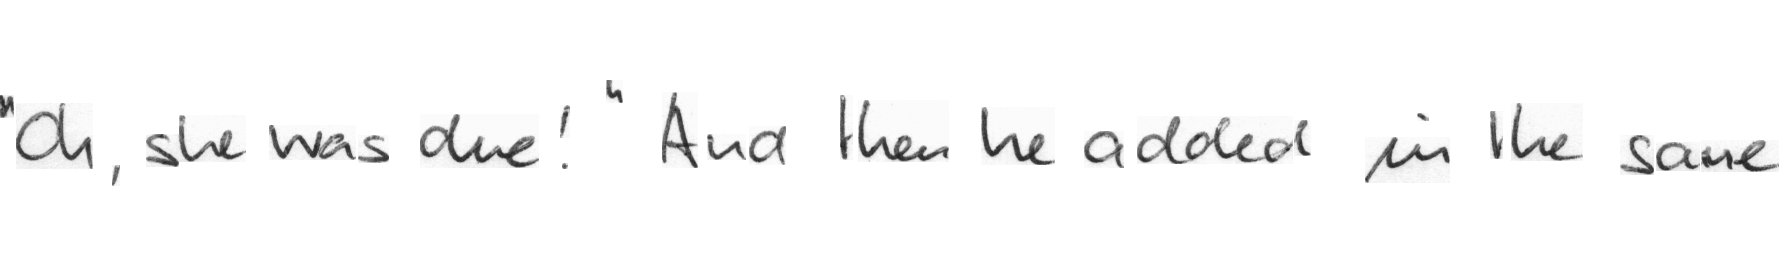 "Oh, she was due!" And then he added in the same